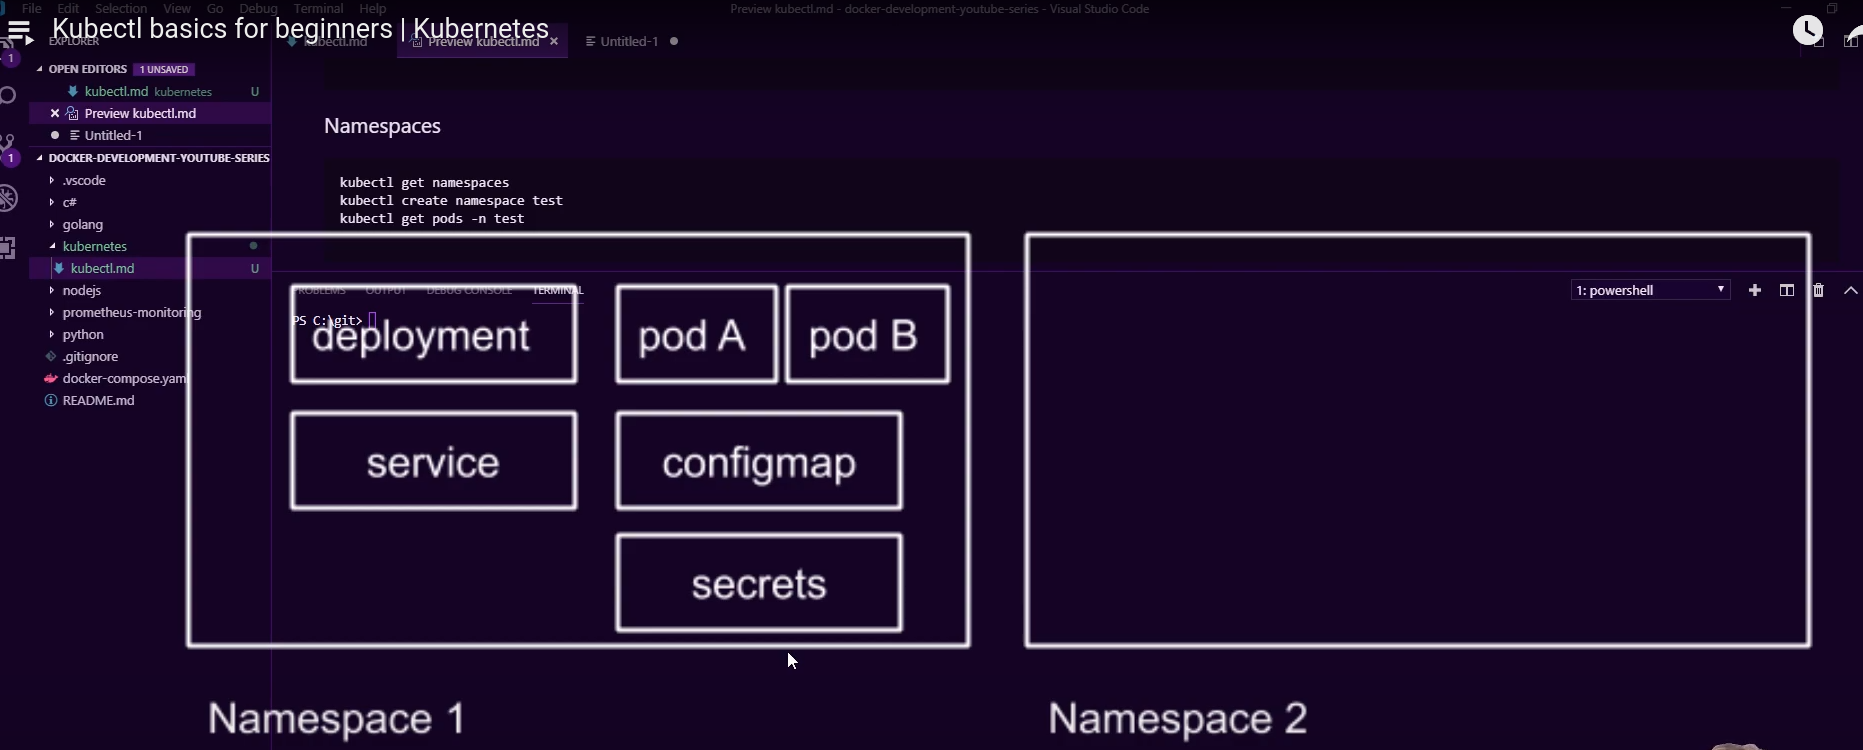 File Edit Selection View Go Debug Terminal Help
Preview kubectl.md - docker-development-youtube-series - Visual Studio Code
Kubectl basics for beginners | Kubernetes
EXPLORER
kubectl.md
Preview kubectl.md
Untitled-1
OPEN EDITORS 1 UNSAVED
kubectl.md kubernetes U
Preview kubectl.md
Untitled-1
DOCKER-DEVELOPMENT-YOUTUBE-SERIES
.vscode
c#
golang
kubernetes
kubectl.md U
nodejs
prometheus-monitoring
python
.gitignore
docker-compose.yaml
README.md
1
1
Namespaces
kubectl get namespaces
kubectl create namespace test
kubectl get pods -n test
PROBLEMS OUTPUT DEBUG CONSOLE TERMINAL
1: powershell
PS C:\git>
deployment
pod A
pod B
service
configmap
secrets
Namespace 1
Namespace 2